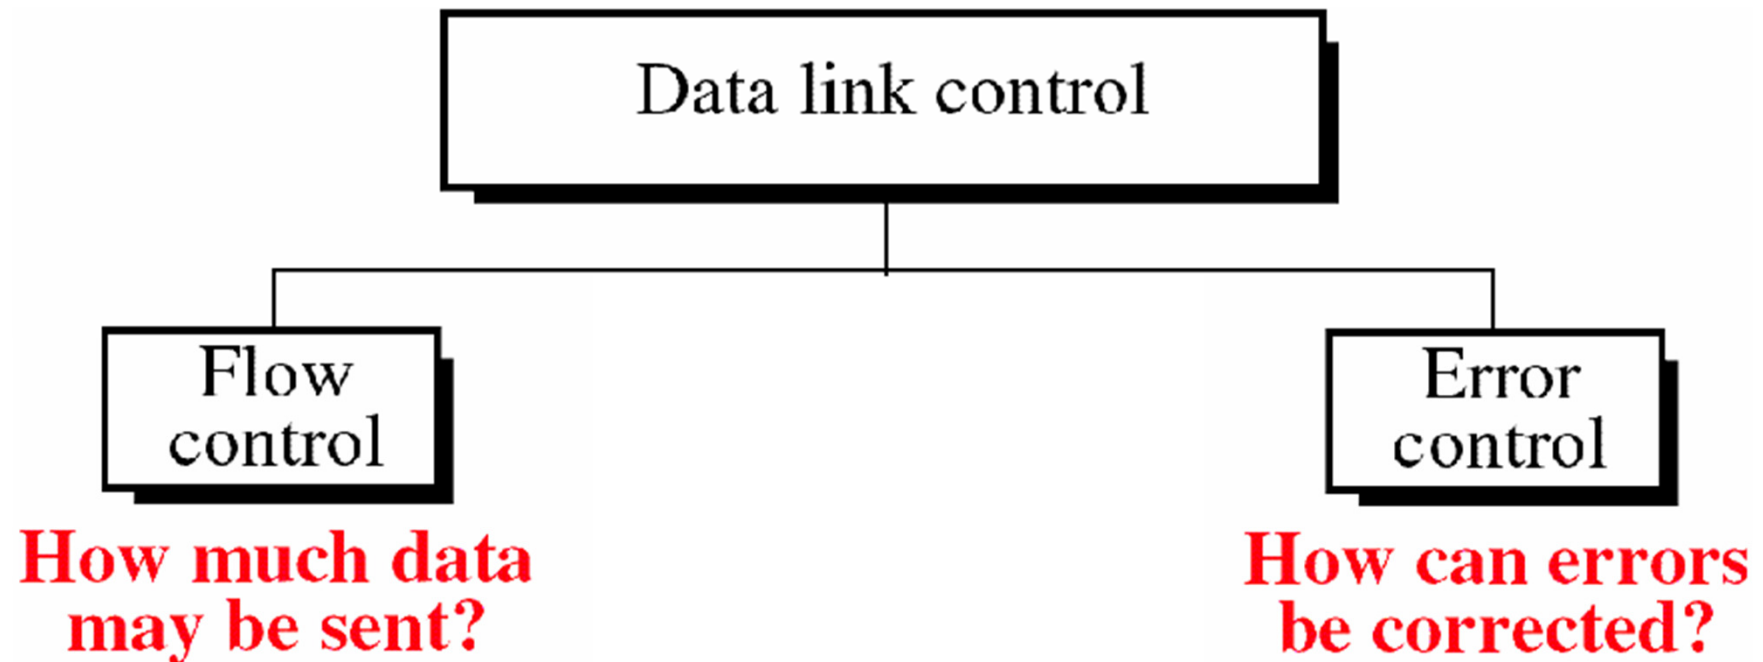 Data link control
Flow
control
How much data
may be sent?
Error
control
How can errors
be corrected?